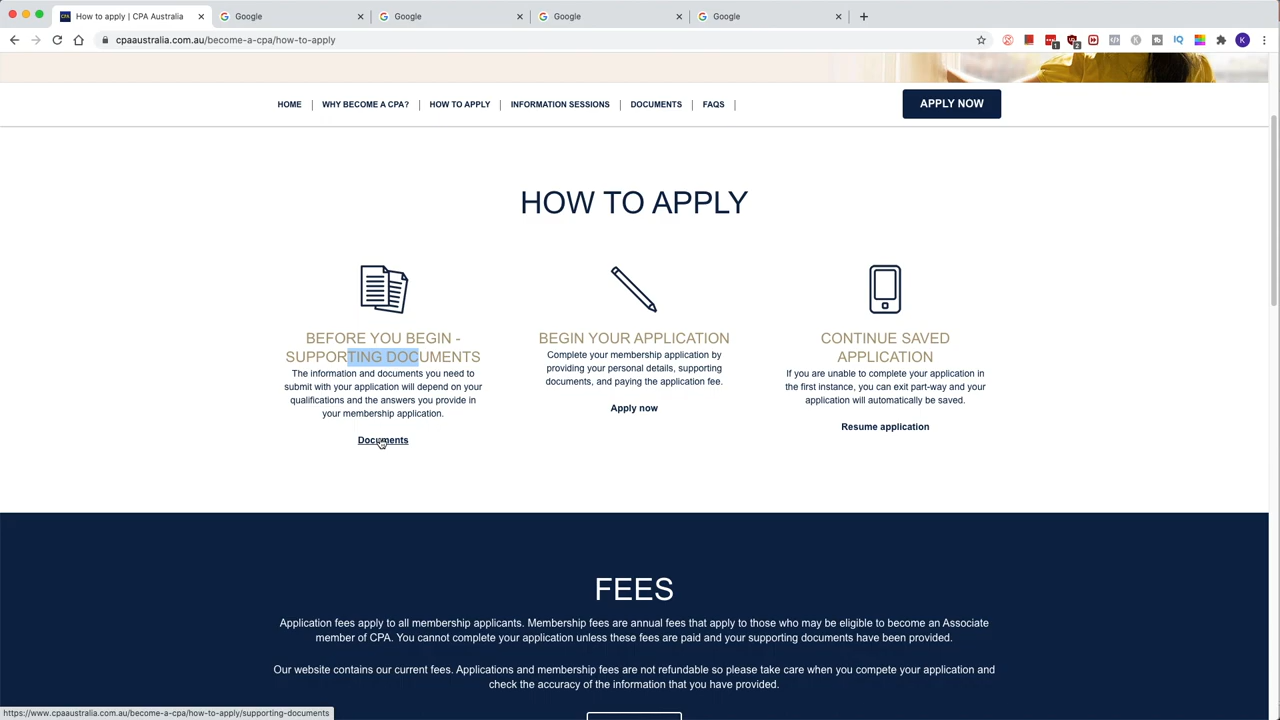 How to apply | CPA Australia
Google
Google
Google
Google
cpaaustralia.com.au/become-a-cpa/how-to-apply
1
2
IQ
K
HOME
WHY BECOME A CPA?
HOW TO APPLY
INFORMATION SESSIONS
DOCUMENTS
FAQS
APPLY NOW
HOW TO APPLY
BEFORE YOU BEGIN -
SUPPORTING DOCUMENTS
The information and documents you need to
submit with your application will depend on your
qualifications and the answers you provide in
your membership application.
Documents
BEGIN YOUR APPLICATION
Complete your membership application by
providing your personal details, supporting
documents, and paying the application fee.
Apply now
CONTINUE SAVED
APPLICATION
If you are unable to complete your application in
the first instance, you can exit part-way and your
application will automatically be saved.
Resume application
FEES
Application fees apply to all membership applicants. Membership fees are annual fees that apply to those who may be eligible to become an Associate
member of CPA. You cannot complete your application unless these fees are paid and your supporting documents have been provided.
Our website contains our current fees. Applications and membership fees are not refundable so please take care when you compete your application and
check the accuracy of the information that you have provided.
https://www.cpaaustralia.com.au/become-a-cpa/how-to-apply/supporting-documents